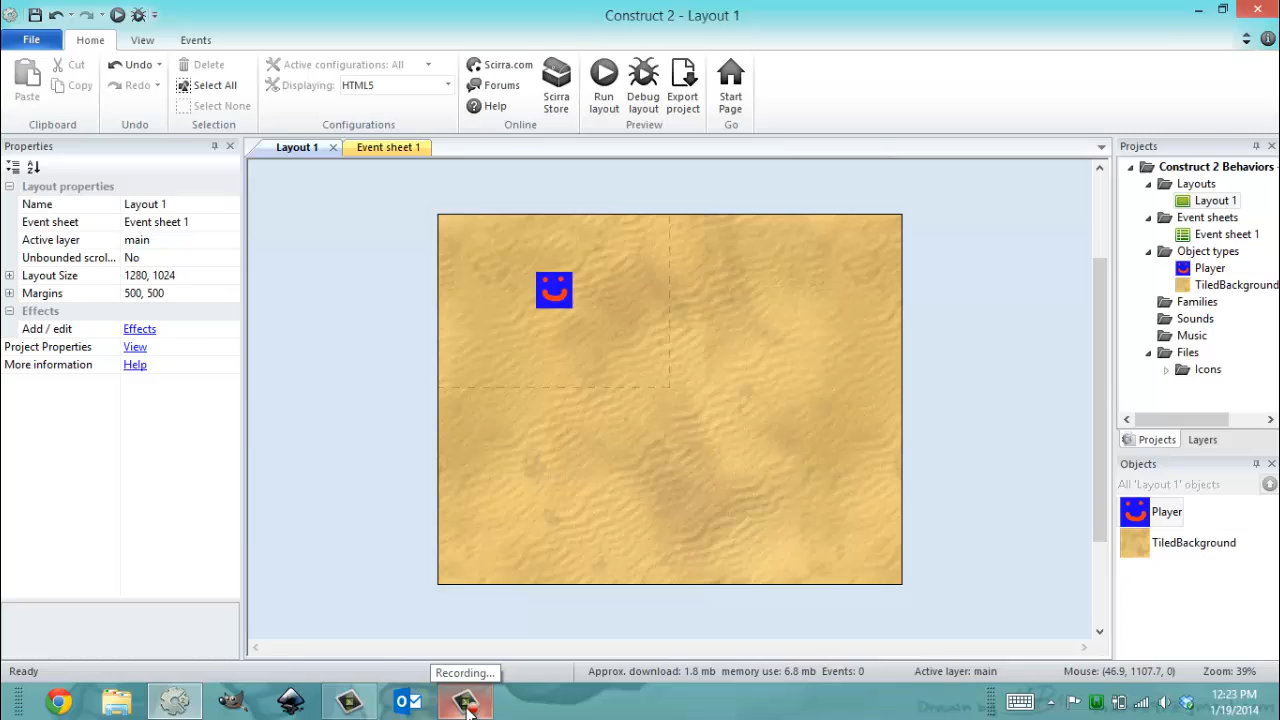 Construct 2 - Layout 1
File Home View Events
Paste Cut Copy
Clipboard
Undo Redo
Undo
Delete
Select All
Select None
Selection
Active configurations: All
Displaying: HTML5
Configurations
Scirra.com
Forums
Help
Scirra Store
Online
Run layout
Debug layout
Export project
Preview
Start Page
Go
Properties
Layout 1
Event sheet 1
Layout properties
Name Layout 1
Event sheet Event sheet 1
Active layer main
Unbounded scrol... No
Layout Size 1280, 1024
Margins 500, 500
Effects
Add / edit Effects
Project Properties View
More information Help
Projects
Construct 2 Behaviors
Layouts
Layout 1
Event sheets
Event sheet 1
Object types
Player
TiledBackground
Families
Sounds
Music
Files
Icons
Projects Layers
Objects
All 'Layout 1' objects
Player
TiledBackground
Recording...
Ready
Approx. download: 1.8 mb memory use: 6.8 mb Events: 0
Active layer: main
Mouse: (46.9, 1107.7, 0)
Zoom: 39%
12:23 PM
1/19/2014